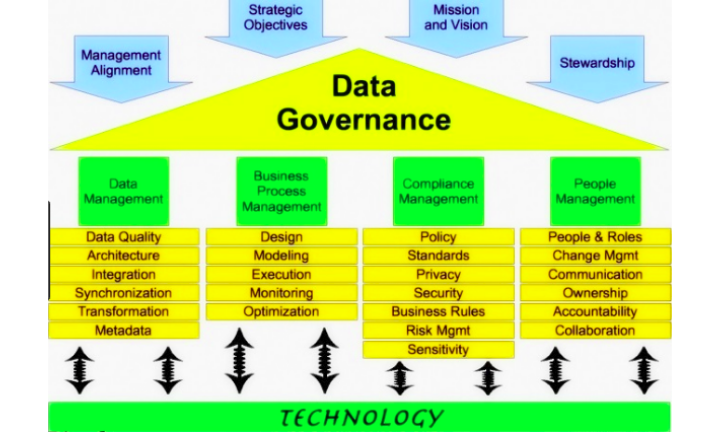 Strategic
Objectives
Mission
and Vision
Management
Alignment
Stewardship
Data
Governance
Data
Management
Business
Process
Management
Compliance
Management
People
Management
Data Quality
Architecture
Integration
Synchronization
Transformation
Metadata
Design
Modeling
Execution
Monitoring
Optimization
Policy
Standards
Privacy
Security
Business Rules
Risk Mgmt
Sensitivity
People & Roles
Change Mgmt
Communication
Ownership
Accountability
Collaboration
TECHNOLOGY